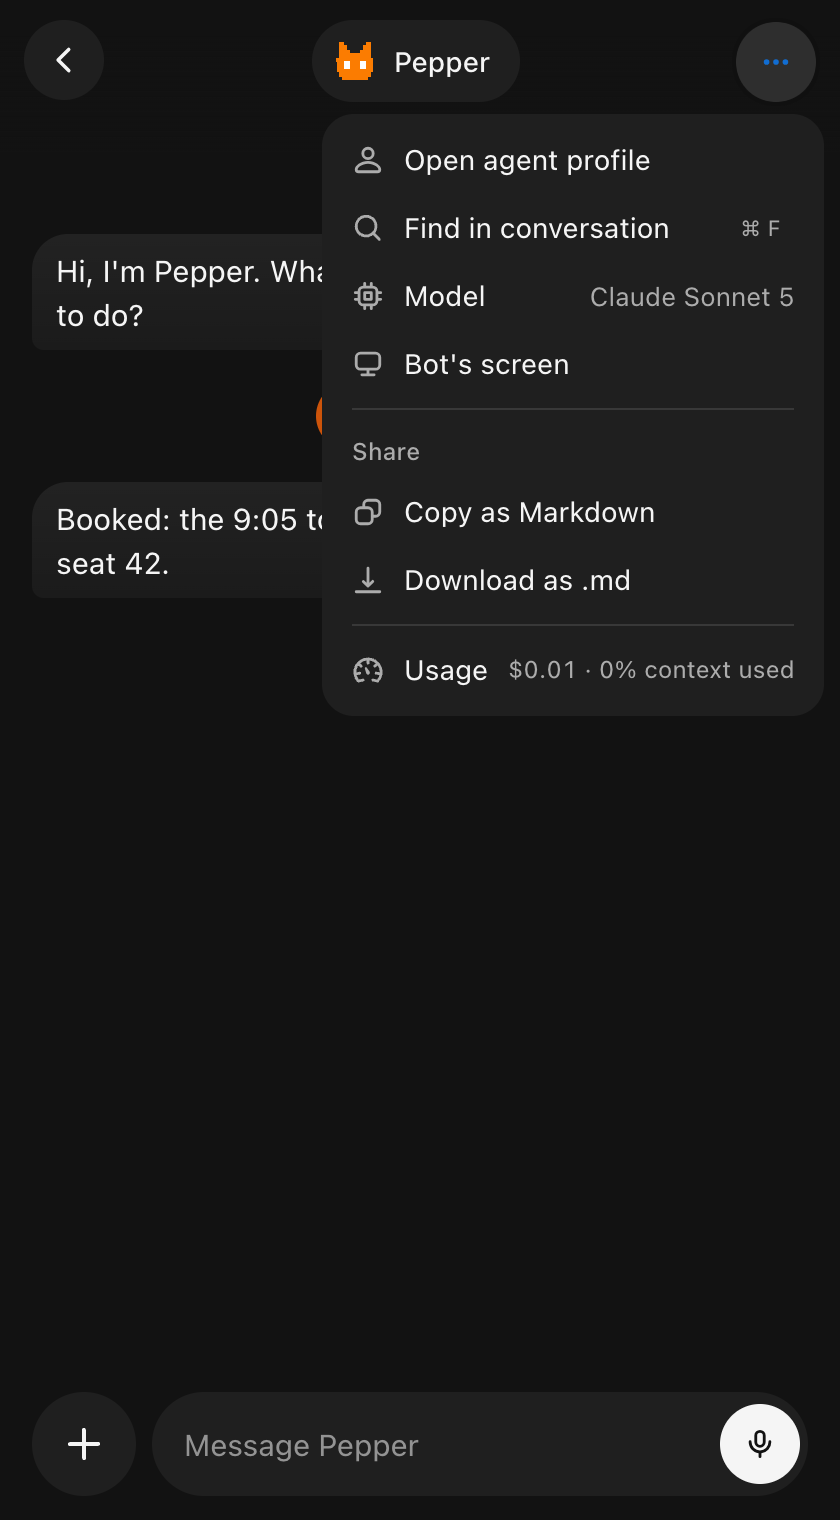 Pepper
Open agent profile
Find in conversation ⌘ F
Hi, I'm Pepper.
to do?
Model Claude Sonnet 5
Bot's screen
Share
Booked: the 9:05
seat 42.
Copy as Markdown
Download as .md
Usage $0.01 · 0% context used
Message Pepper